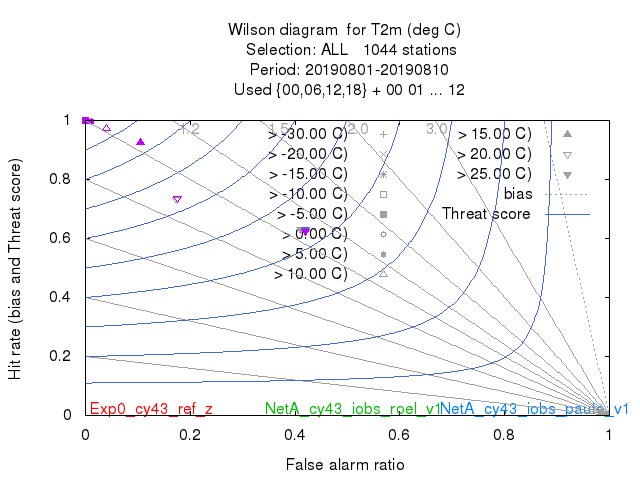 Wilson diagram for T2m (deg C)
Selection: ALL 1044 stations
Period: 20190801-20190810
Used {00,06,12,18} + 00 01 ... 12
Hit rate (bias and Threat score)
1
0.8
0.6
0.4
0.2
0
1.2
1.5
2.0
3.0
> -30.00 C)
> -20.00 C)
> -15.00 C)
> -10.00 C)
> -5.00 C)
> 0.00 C)
> 5.00 C)
> 10.00 C)
> 15.00 C)
> 20.00 C)
> 25.00 C)
bias
Threat score
Exp0_cy43_ref_z
NetA_cy43_iobs_roel_v1
NetA_cy43_iobs_paulo_v1
0
0.2
0.4
0.6
0.8
1
False alarm ratio